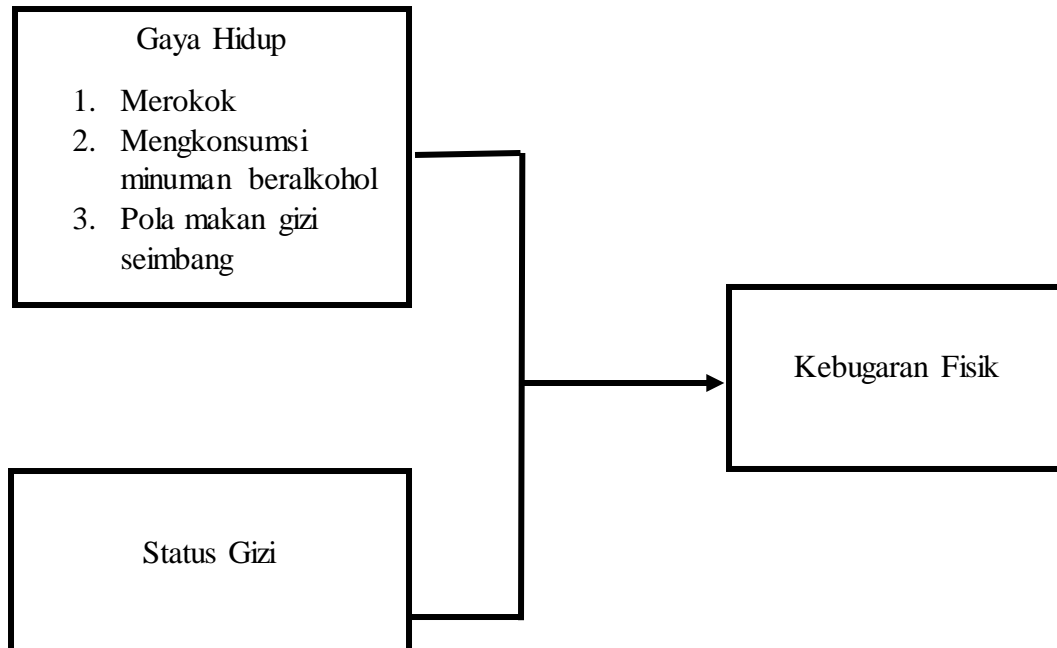 Gaya Hidup
1. Merokok
2. Mengkonsumsi
minuman beralkohol
3. Pola makan gizi
seimbang
Kebugaran Fisik
Status Gizi